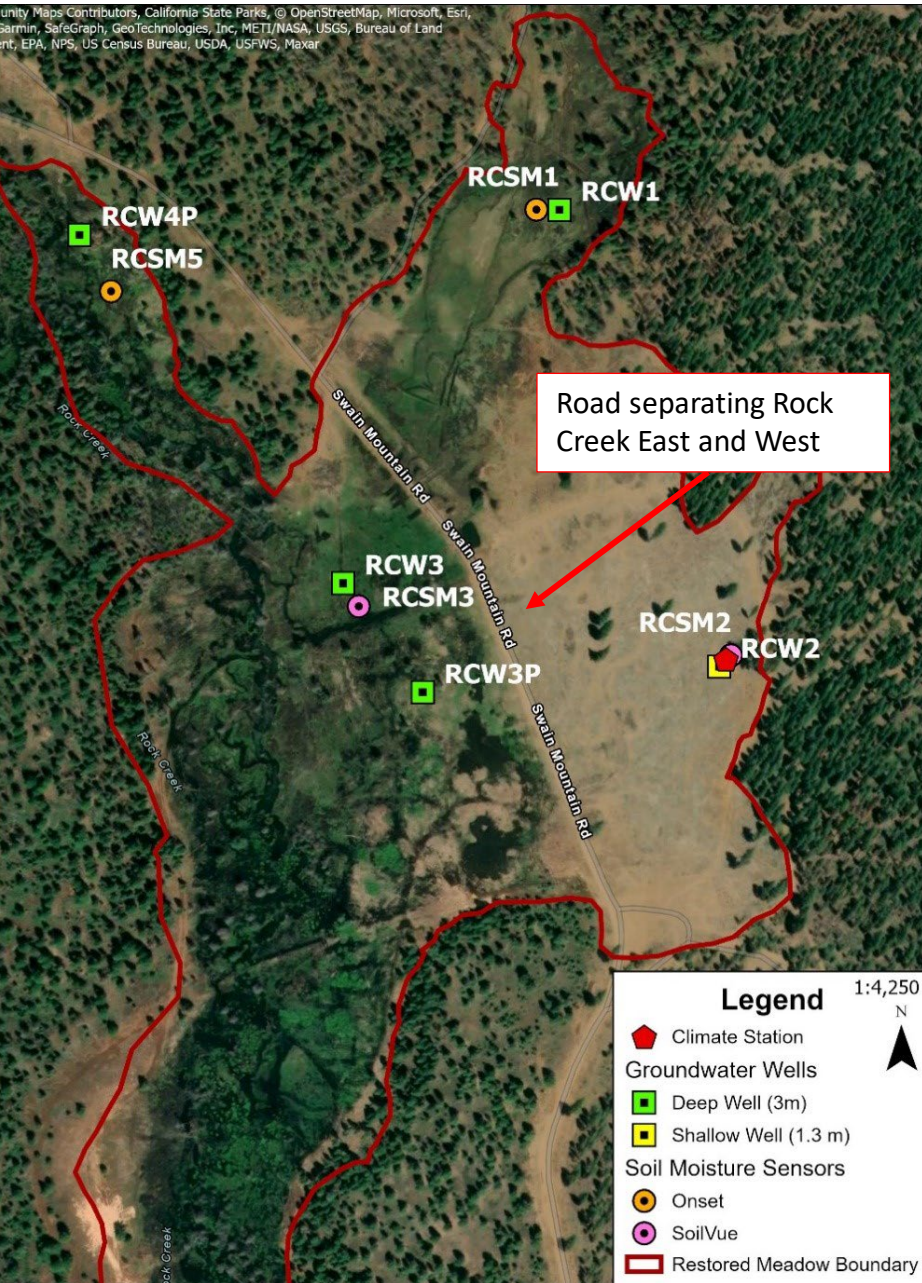 unity Maps Contributors, California State Parks, © OpenStreetMap, Microsoft, Esri,
Garmin, SafeGraph, GeoTechnologies, Inc, METI/NASA, USGS, Bureau of Land
ent, EPA, NPS, US Census Bureau, USDA, USFWS, Maxar
RCSM1
RCW1
RCW4P
RCSM5
Rock Creek
Swain Mountain Rd
Road separating Rock
Creek East and West
Swain Mountain Rd
RCW3
RCSM3
RCSM2
RCW2
RCW3P
Rock Creek
Swain Mountain Rd
ck Creek
Legend
1:4,250
N
Climate Station
Groundwater Wells
Deep Well (3m)
Shallow Well (1.3 m)
Soil Moisture Sensors
Onset
SoilVue
Restored Meadow Boundary